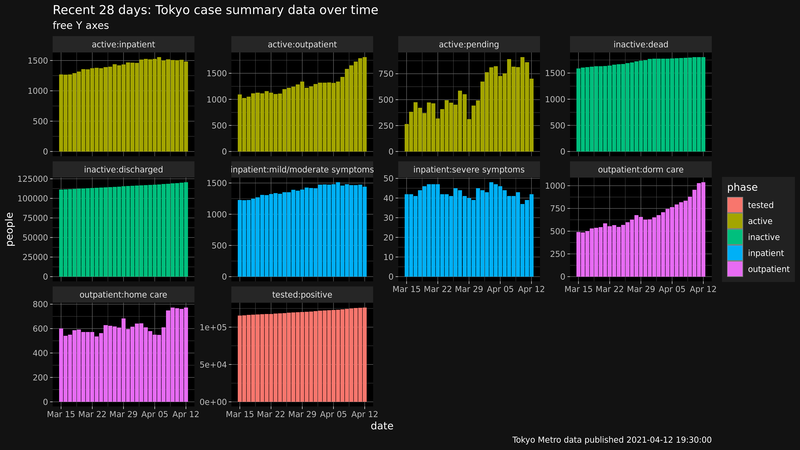 Recent 28 days: Tokyo case summary data over time
free Y axes
active:inpatient
active:outpatient
active:pending
inactive:dead
1500
1000
500
0
1500
1000
500
0
750
500
250
0
1500
1000
500
0
inactive:discharged
inpatient:mild/moderate symptoms
inpatient:severe symptoms
outpatient:dorm care
125000
100000
75000
50000
25000
0
1500
1000
500
0
50
40
30
20
10
0
1000
750
500
250
0
Mar 15 Mar 22 Mar 29 Apr 05 Apr 12
Mar 15 Mar 22 Mar 29 Apr 05 Apr 12
outpatient:home care
tested:positive
800
600
400
200
0
1e+05
5e+04
0e+00
Mar 15 Mar 22 Mar 29 Apr 05 Apr 12
Mar 15 Mar 22 Mar 29 Apr 05 Apr 12
people
date
phase
tested
active
inactive
inpatient
outpatient
Tokyo Metro data published 2021-04-12 19:30:00